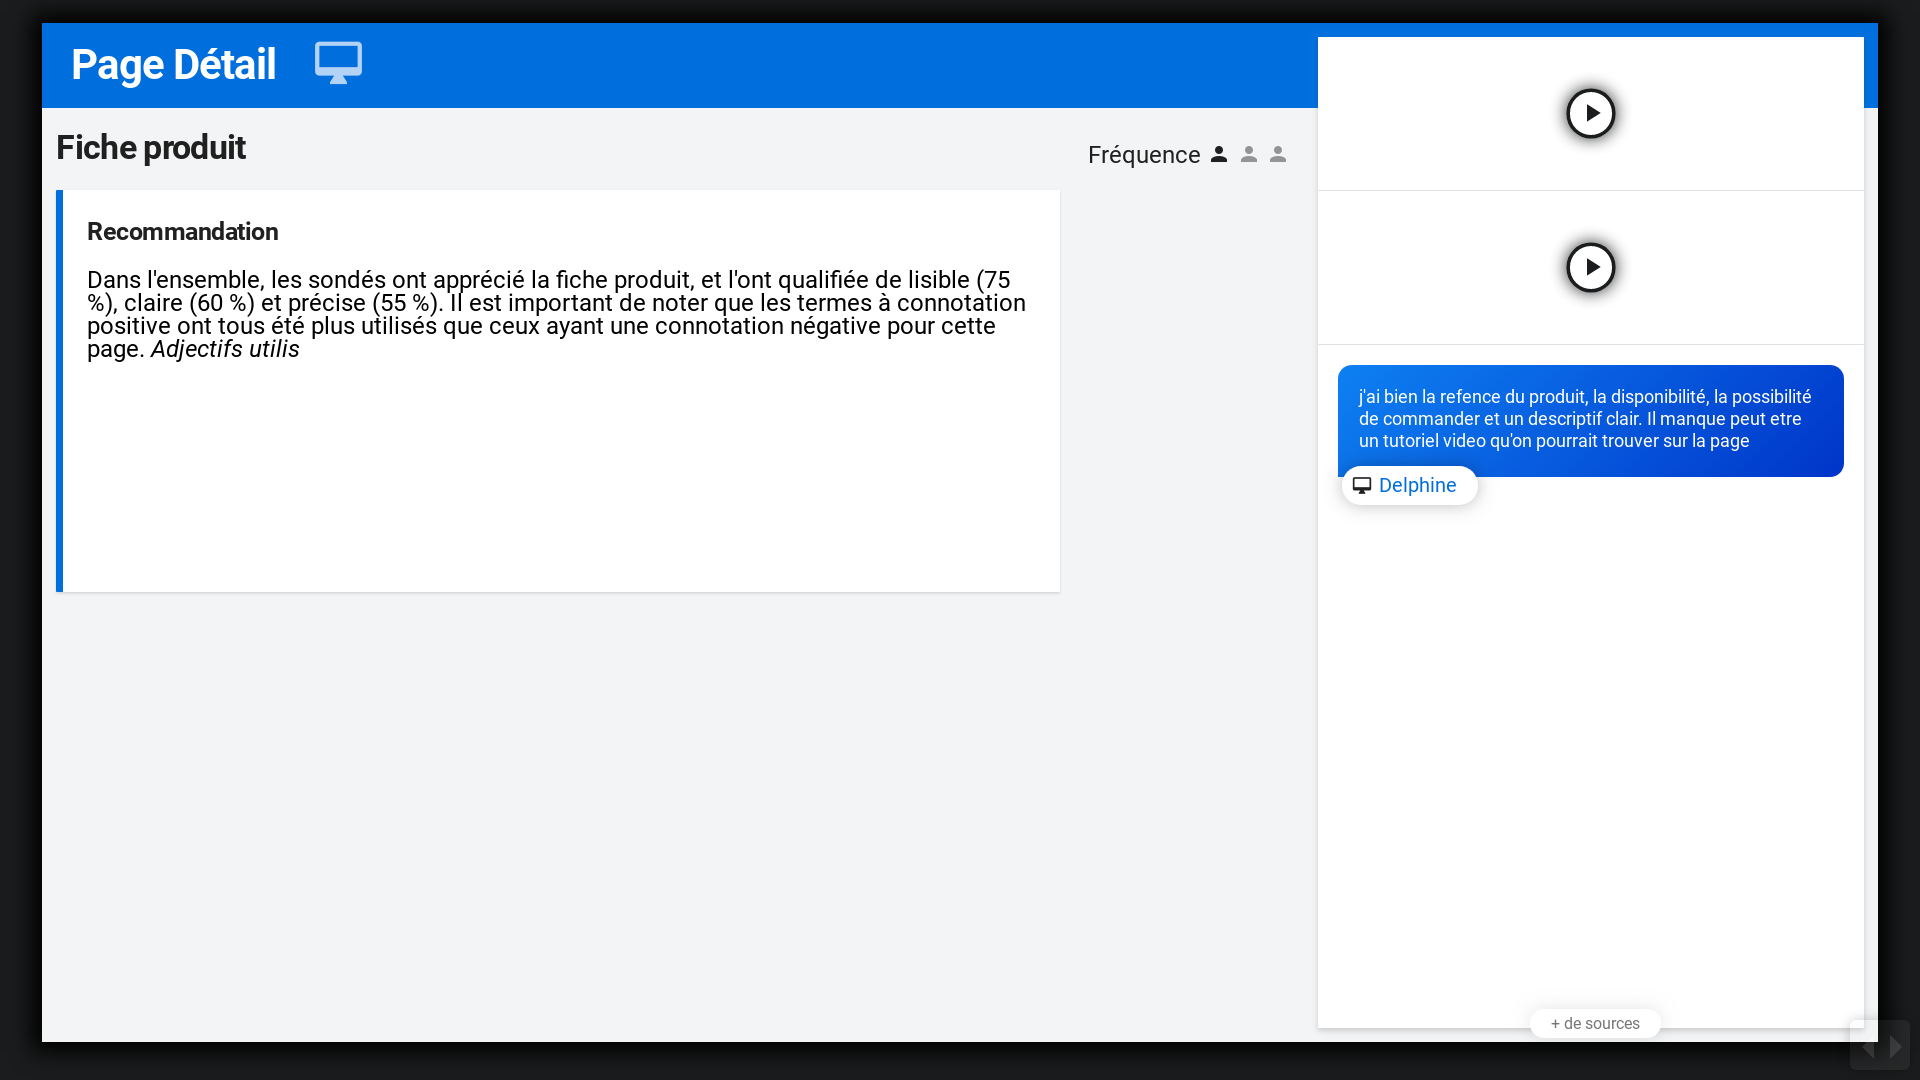 Page Détail
Fiche produit
Fréquence
Recommandation
Dans l'ensemble, les sondés ont apprécié la fiche produit, et l'ont qualifiée de lisible (75
%), claire (60 %) et précise (55 %). Il est important de noter que les termes à connotation
positive ont tous été plus utilisés que ceux ayant une connotation négative pour cette
page. Adjectifs utilis
j'ai bien la refence du produit, la disponibilité, la possibilité
de commander et un descriptif clair. Il manque peut etre
un tutoriel video qu'on pourrait trouver sur la page
Delphine
+ de sources